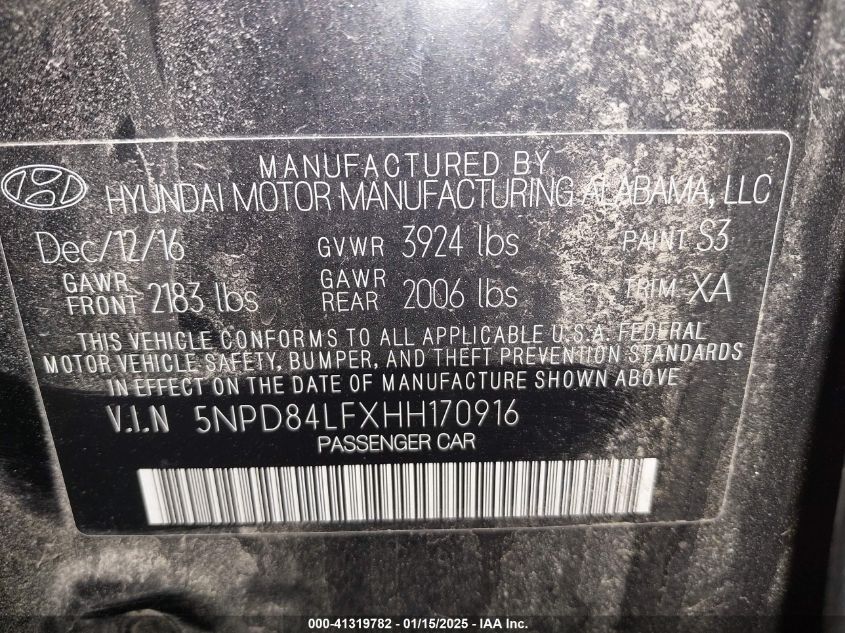 MANUFACTURED BY
HYUNDAI MOTOR MANUFACTURING ALABAMA, LLC
Dec/12/16 GVWR 3924 lbs PAINT S3
GAWR FRONT 2183 lbs GAWR REAR 2006 lbs TRIM XA
THIS VEHICLE CONFORMS TO ALL APPLICABLE U.S.A. FEDERAL
MOTOR VEHICLE SAFETY, BUMPER, AND THEFT PREVENTION STANDARDS
IN EFFECT ON THE DATE OF MANUFACTURE SHOWN ABOVE
V.I.N 5NPD84LFXHH170916
PASSENGER CAR
000-41319782 - 01/15/2025 - IAA Inc.